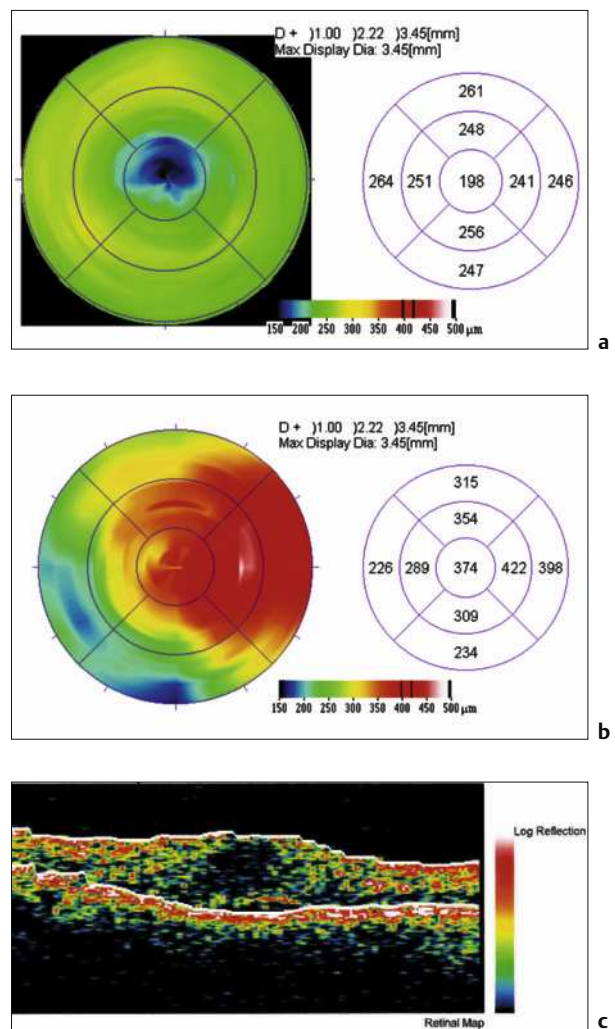 D + )1.00 )2.22 )3.45[mm]
Max Display Dia: 3.45[mm]
261
248
264 251 198 241 246
256
247
150 200 250 300 350 400 450 500 µm
a
D + )1.00 )2.22 )3.45[mm]
Max Display Dia: 3.45[mm]
315
354
226 289 374 422 398
309
234
150 200 250 300 350 400 450 500 µm
b
Log Reflection
Retinal Map
c